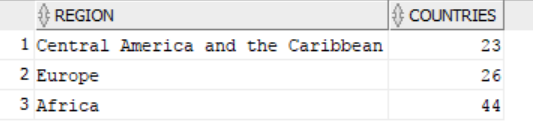 REGION COUNTRIES
1 Central America and the Caribbean 23
2 Europe 26
3 Africa 44